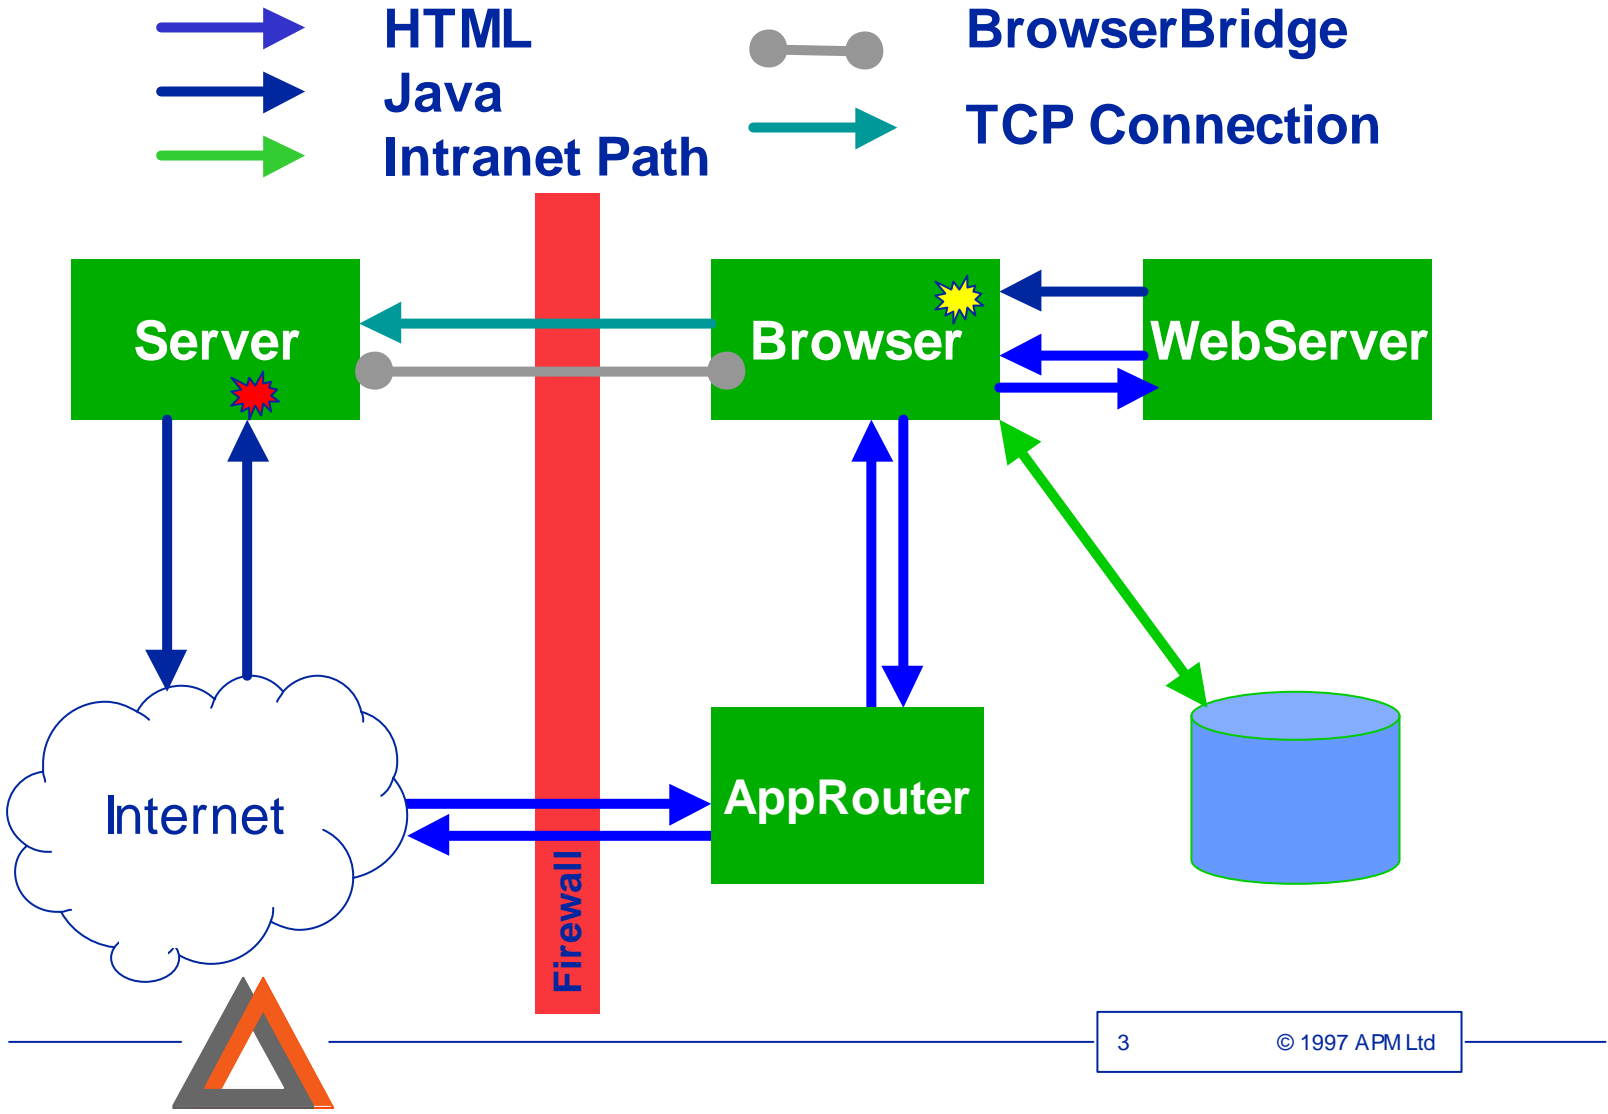 HTML
Java
Intranet Path
BrowserBridge
TCP Connection
Server
Browser
WebServer
Internet
AppRouter
Firewall
3
© 1997 APM Ltd